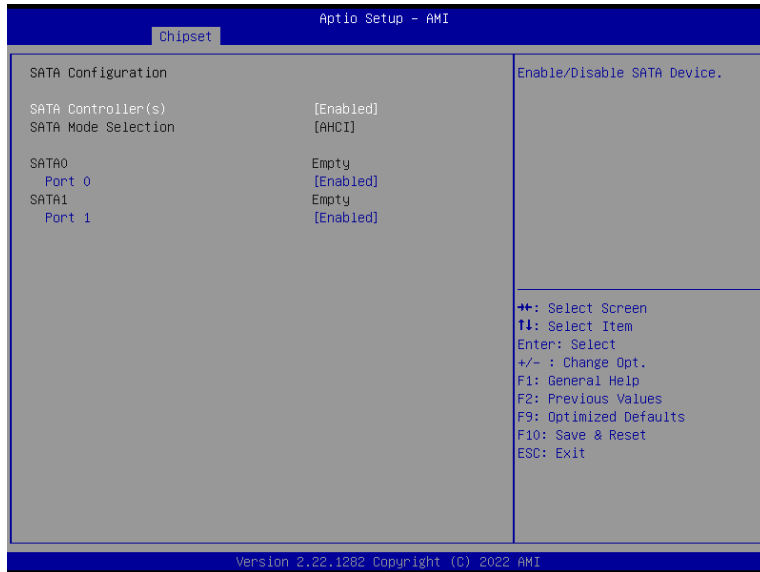 Aptio Setup – AMI
Chipset
SATA Configuration
SATA Controller(s) [Enabled]
SATA Mode Selection [AHCI]
SATA0 Empty
Port 0 [Enabled]
SATA1 Empty
Port 1 [Enabled]
Enable/Disable SATA Device.
→←: Select Screen
↑↓: Select Item
Enter: Select
+/- : Change Opt.
F1: General Help
F2: Previous Values
F9: Optimized Defaults
F10: Save & Reset
ESC: Exit
Version 2.22.1282 Copyright (C) 2022 AMI